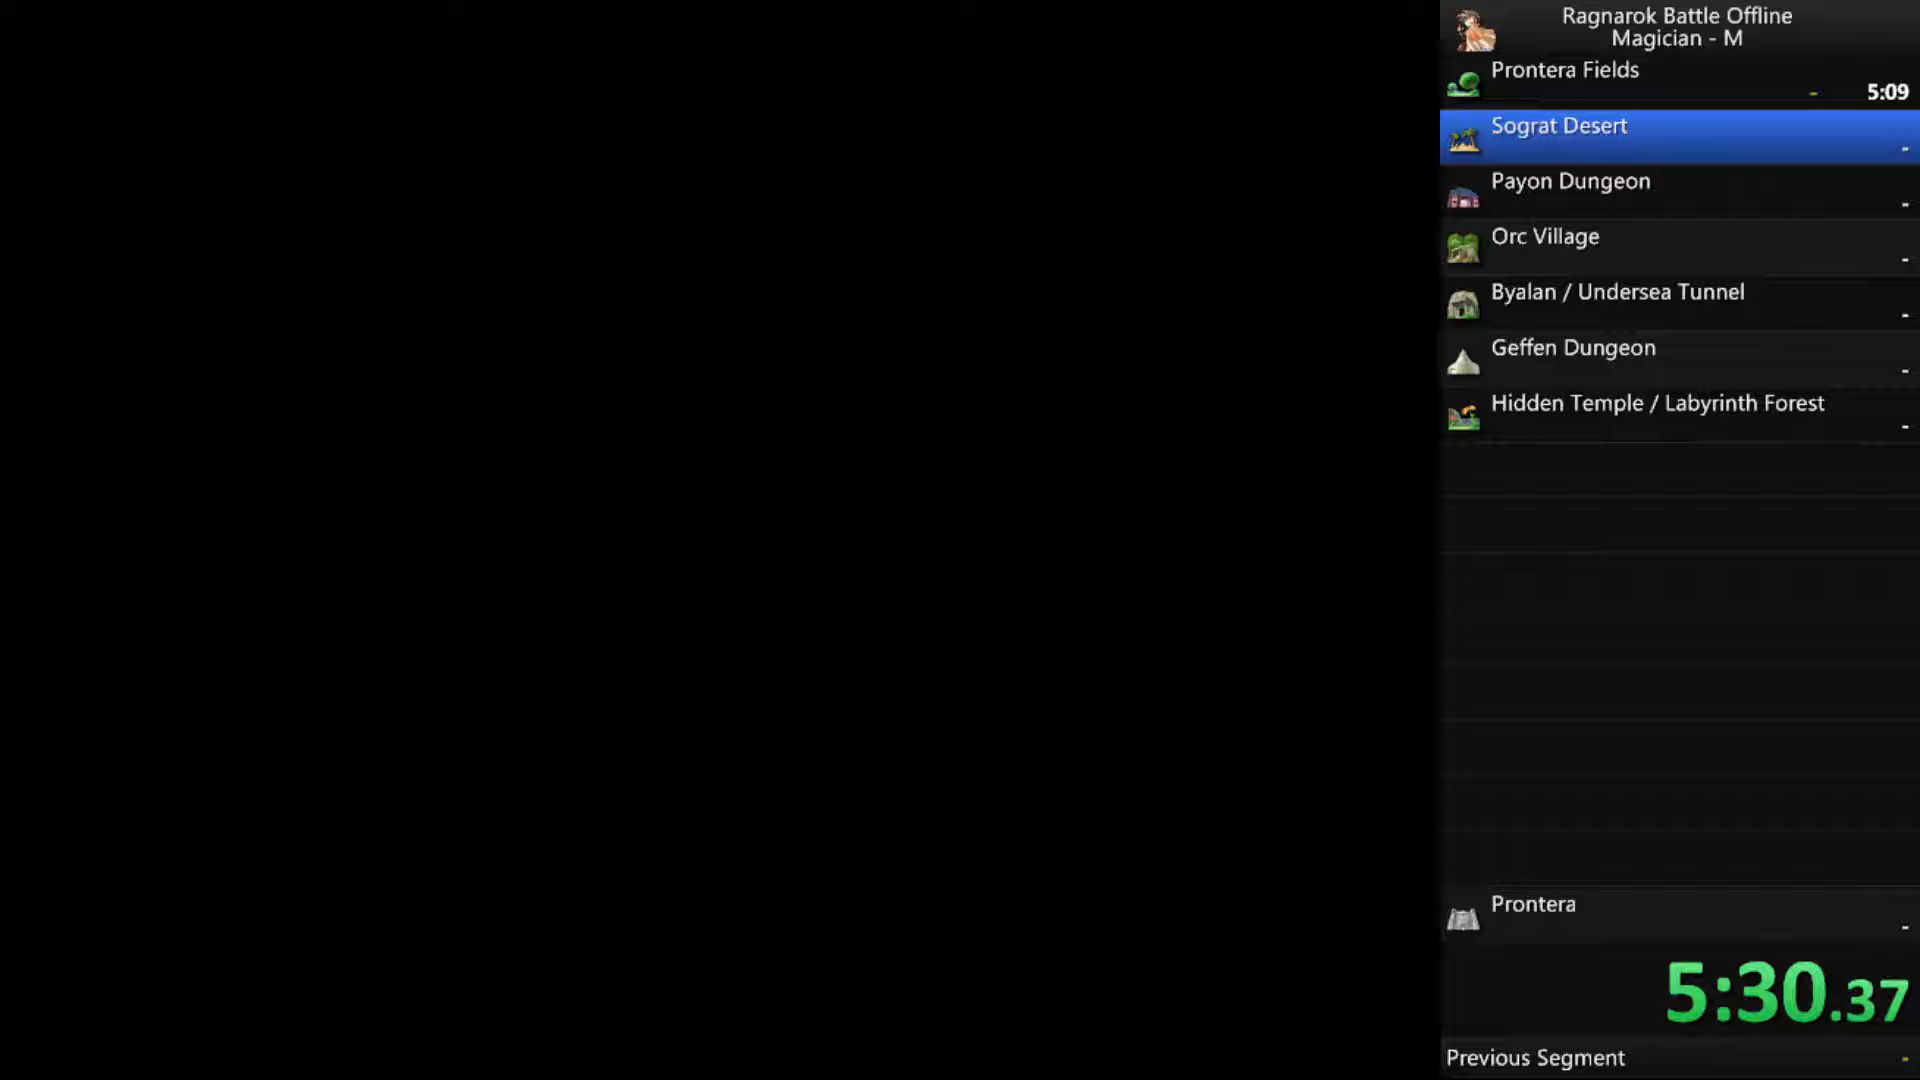 Ragnarok Battle Offline
Magician - M
Prontera Fields
- 5:09
Sograt Desert
-
Payon Dungeon
-
Orc Village
-
Byalan / Undersea Tunnel
-
Geffen Dungeon
-
Hidden Temple / Labyrinth Forest
-
Prontera
-
5:30.37
Previous Segment -